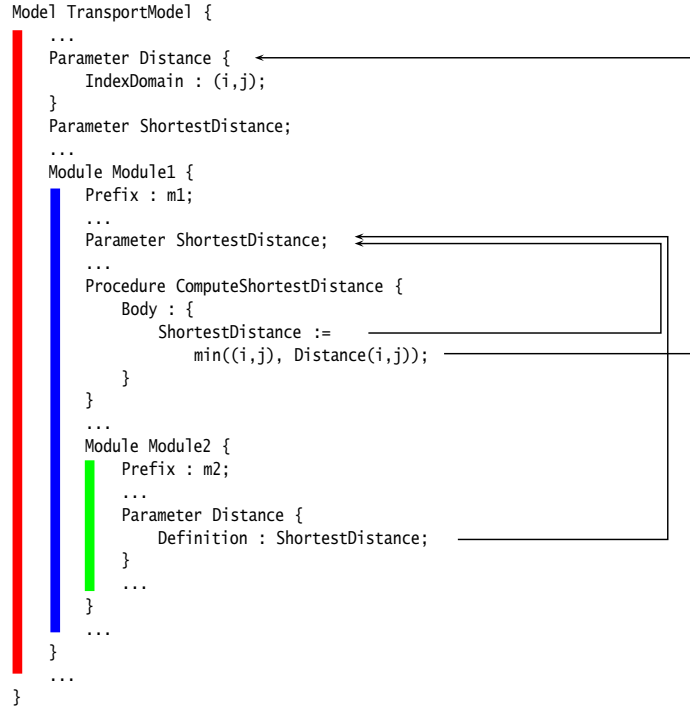 Model TransportModel {
...
Parameter Distance {
IndexDomain : (i,j);
}
Parameter ShortestDistance;
...
Module Module1 {
Prefix : m1;
...
Parameter ShortestDistance;
...
Procedure ComputeShortestDistance {
Body : {
ShortestDistance :=
min((i,j), Distance(i,j));
}
}
...
Module Module2 {
Prefix : m2;
...
Parameter Distance {
Definition : ShortestDistance;
}
...
}
...
}
...
}